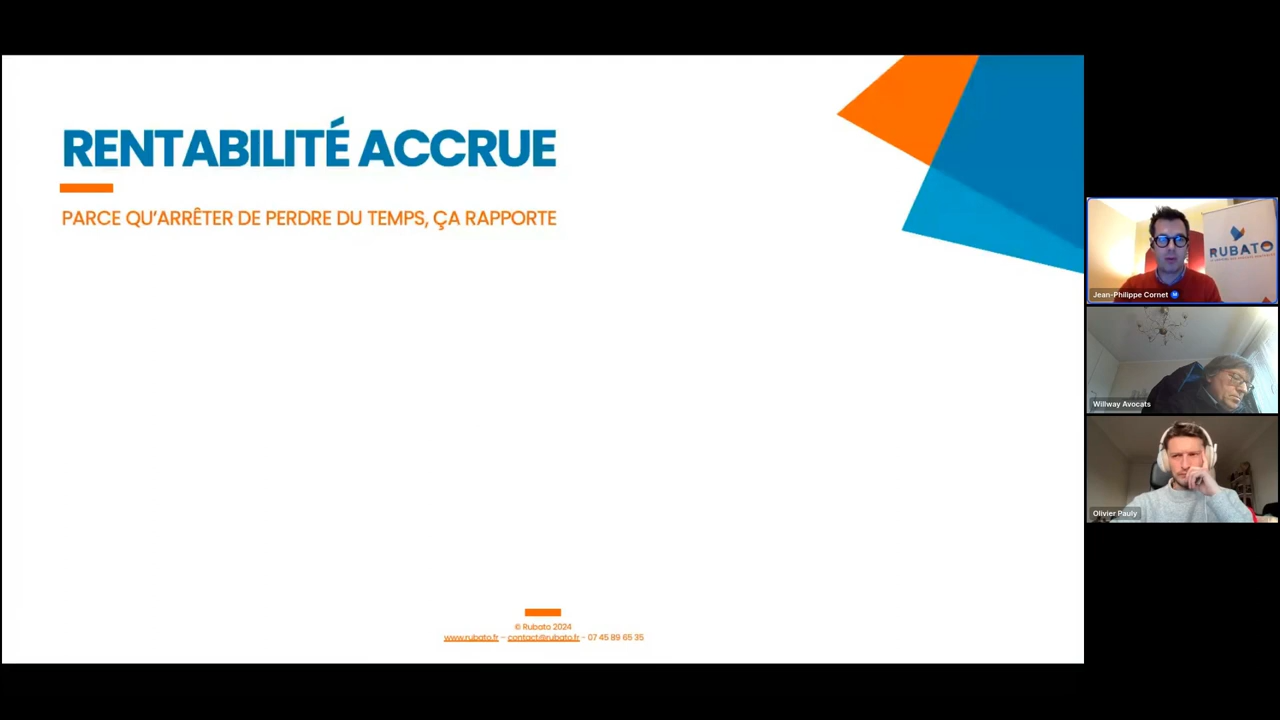 RENTABILITÉ ACCRUE
PARCE QU'ARRÊTER DE PERDRE DU TEMPS, ÇA RAPPORTE
© Rubato 2024
www.rubato.fr – contact@rubato.fr - 07 45 89 65 35
RUBATO
Jean-Philippe Cornet
Willway Avocats
Olivier Pauly